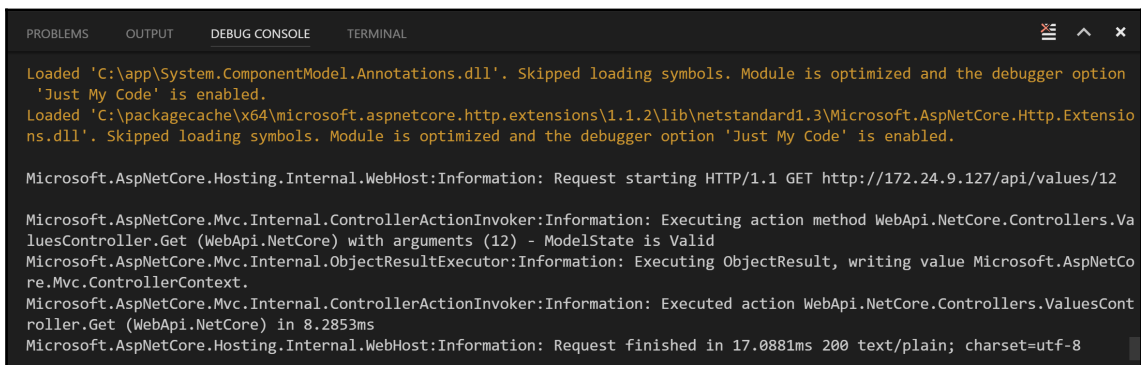 PROBLEMS OUTPUT DEBUG CONSOLE TERMINAL
Loaded 'C:\app\System.ComponentModel.Annotations.dll'. Skipped loading symbols. Module is optimized and the debugger option
'Just My Code' is enabled.
Loaded 'C:\packagecache\x64\microsoft.aspnetcore.http.extensions\1.1.2\lib\netstandard1.3\Microsoft.AspNetCore.Http.Extensio
ns.dll'. Skipped loading symbols. Module is optimized and the debugger option 'Just My Code' is enabled.
Microsoft.AspNetCore.Hosting.Internal.WebHost:Information: Request starting HTTP/1.1 GET http://172.24.9.127/api/values/12
Microsoft.AspNetCore.Mvc.Internal.ControllerActionInvoker:Information: Executing action method WebApi.NetCore.Controllers.Va
luesController.Get (WebApi.NetCore) with arguments (12) - ModelState is Valid
Microsoft.AspNetCore.Mvc.Internal.ObjectResultExecutor:Information: Executing ObjectResult, writing value Microsoft.AspNetCo
re.Mvc.ControllerContext.
Microsoft.AspNetCore.Mvc.Internal.ControllerActionInvoker:Information: Executed action WebApi.NetCore.Controllers.ValuesCont
roller.Get (WebApi.NetCore) in 8.2853ms
Microsoft.AspNetCore.Hosting.Internal.WebHost:Information: Request finished in 17.0881ms 200 text/plain; charset=utf-8